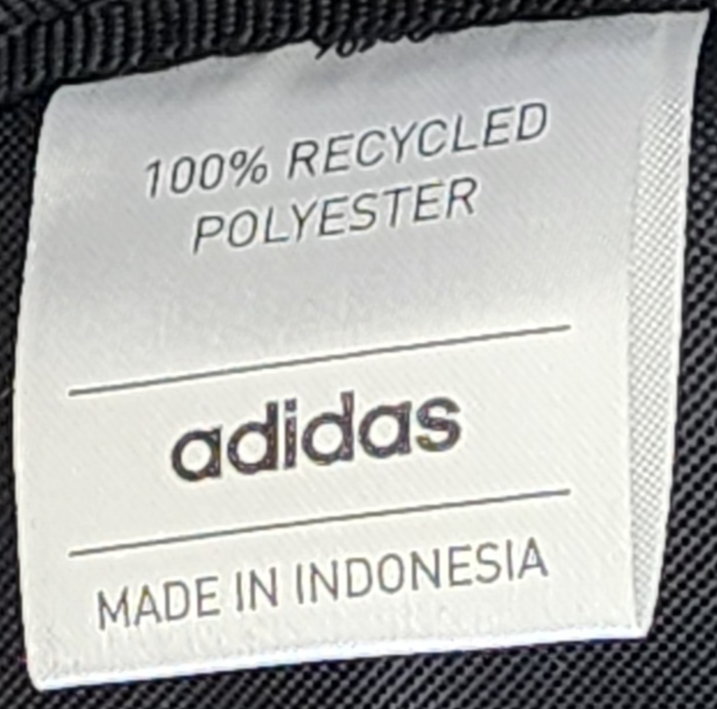 100% RECYCLED
POLYESTER
adidas
MADE IN INDONESIA